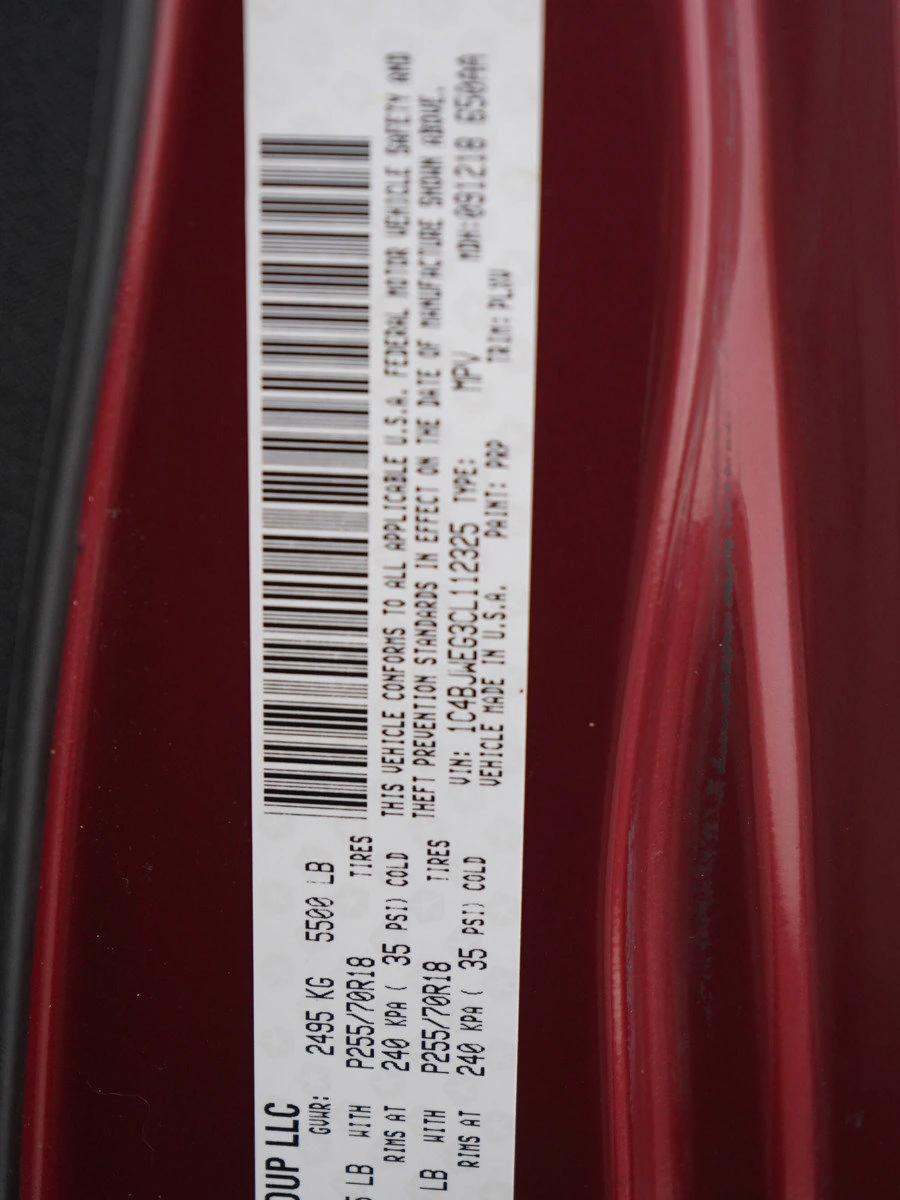 OUP LLC
GVWR: 2495 KG 5500 LB
LB WITH P255/70R18 TIRES
RIMS AT 240 KPA ( 35 PSI) COLD
LB WITH P255/70R18 TIRES
RIMS AT 240 KPA ( 35 PSI) COLD
THIS VEHICLE CONFORMS TO ALL APPLICABLE U.S.A. FEDERAL MOTOR VEHICLE SAFETY AND
THEFT PREVENTION STANDARDS IN EFFECT ON THE DATE OF MANUFACTURE SHOWN ABOVE.
VIN: 1C4BJWEG3CL112325 TYPE: MPV MDH:091218 650AA
VEHICLE MADE IN U.S.A. PAINT: PRP TRIM: PLXW